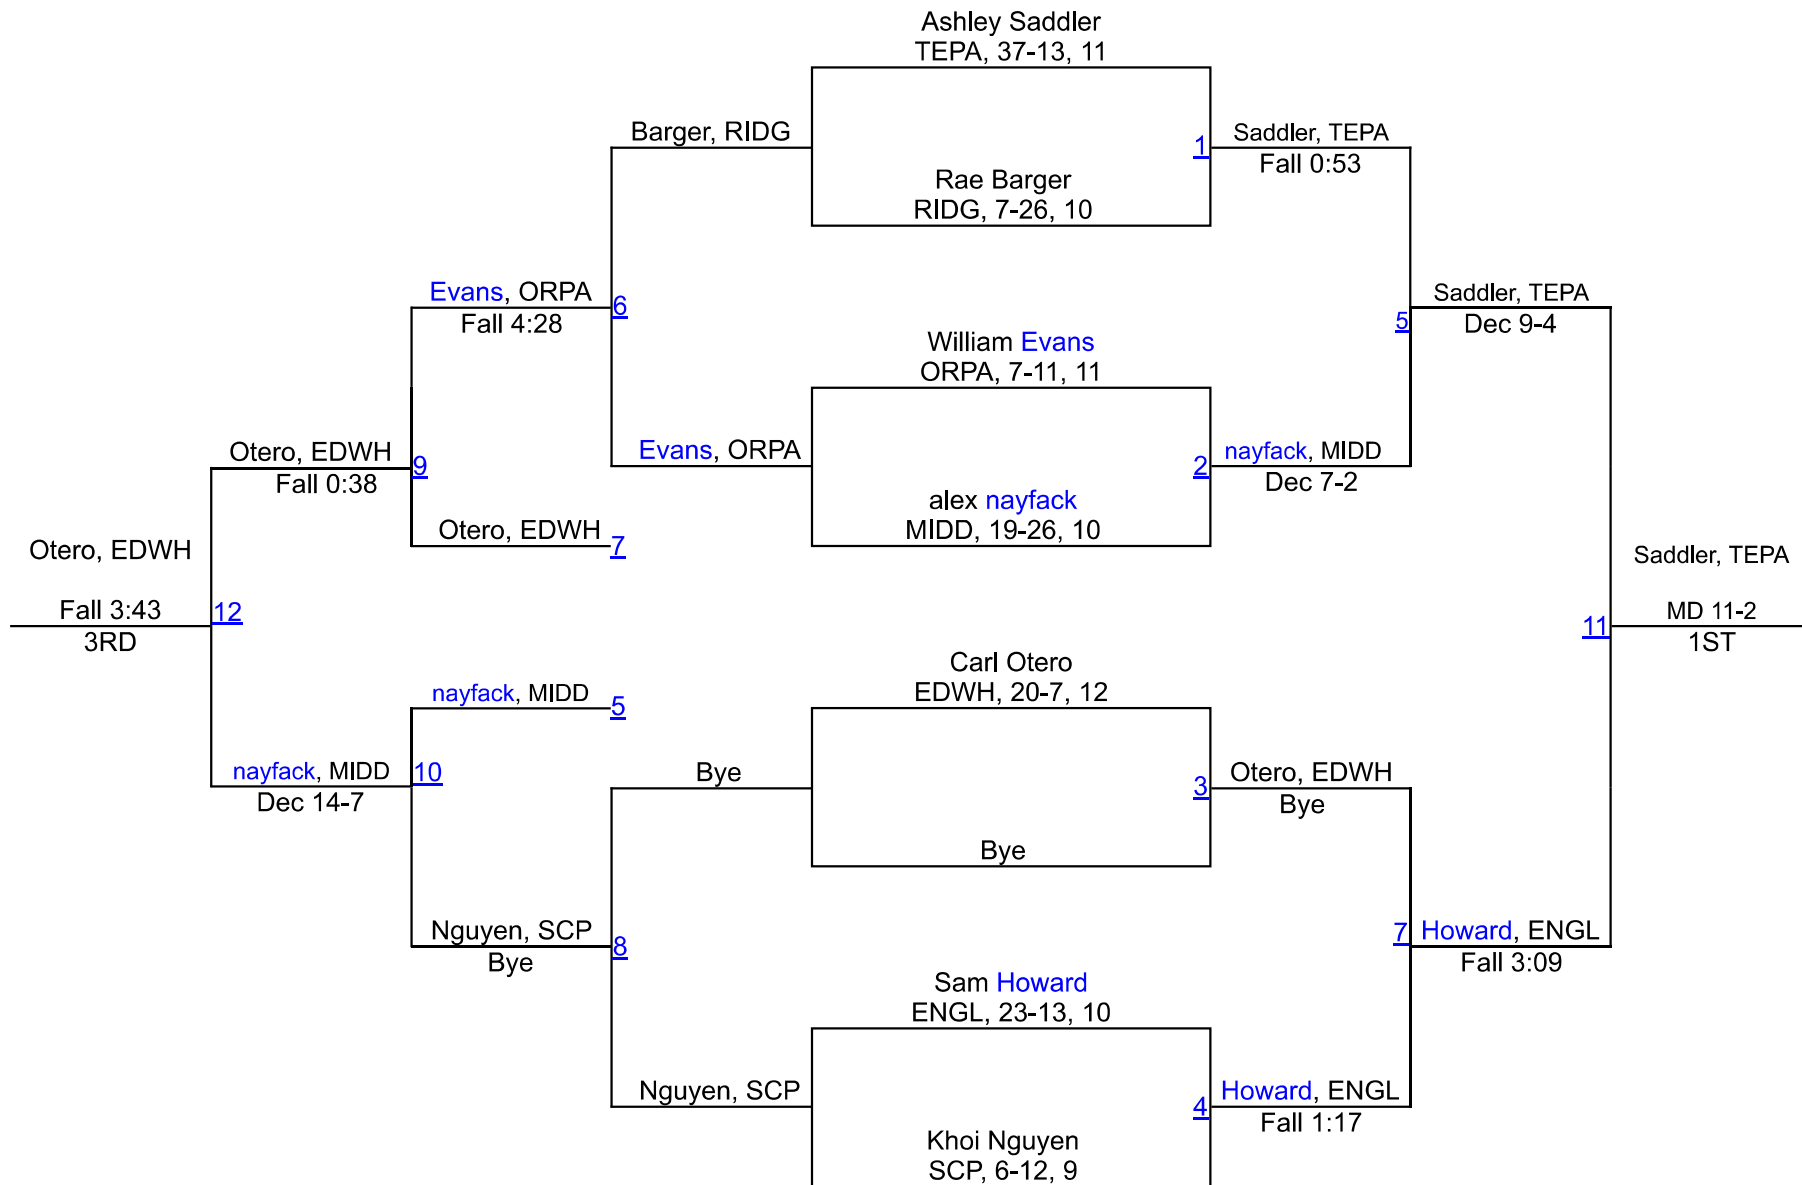 Ashley Saddler
TEPA, 37-13, 11
Barger, RIDG
1
Saddler, TEPA
Fall 0:53
Rae Barger
RIDG, 7-26, 10
Evans, ORPA
Fall 4:28
6
5
Saddler, TEPA
Dec 9-4
William Evans
ORPA, 7-11, 11
Otero, EDWH
Fall 0:38
9
Evans, ORPA
2
nayfack, MIDD
Dec 7-2
alex nayfack
MIDD, 19-26, 10
Otero, EDWH
7
Otero, EDWH
Fall 3:43
3RD
12
Saddler, TEPA
MD 11-2
1ST
11
Carl Otero
EDWH, 20-7, 12
nayfack, MIDD
5
nayfack, MIDD
Dec 14-7
10
Bye
3
Otero, EDWH
Bye
Bye
Nguyen, SCP
Bye
8
7
Howard, ENGL
Fall 3:09
Sam Howard
ENGL, 23-13, 10
Nguyen, SCP
4
Howard, ENGL
Fall 1:17
Khoi Nguyen
SCP, 6-12, 9